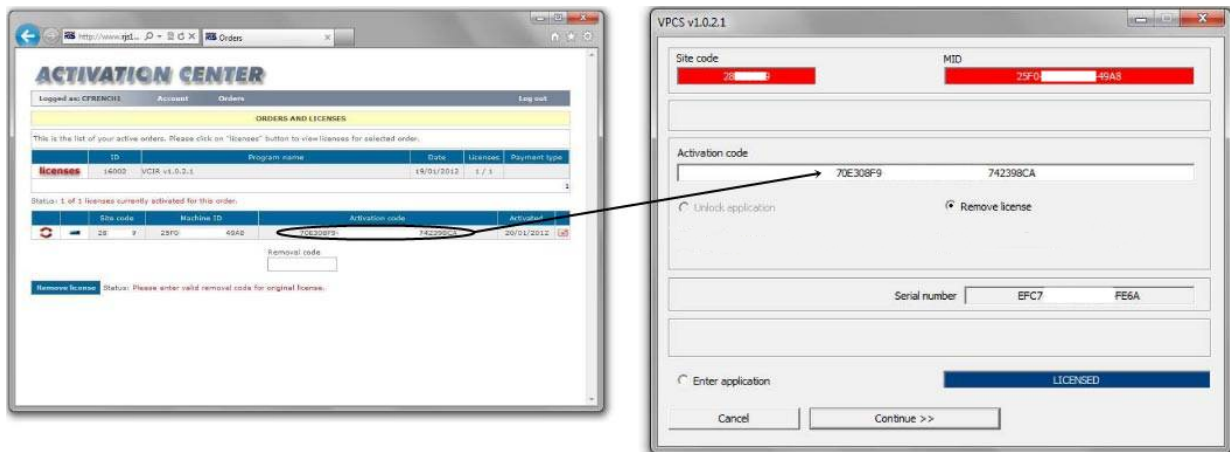 http://www.rjs1...
Orders
ACTIVATION CENTER
Logged as: CFRENCH1 Account Orders Log out
ORDERS AND LICENSES
This is the list of your active orders. Please click on "licenses" button to view licenses for selected order.
ID Program name Date Licenses Payment type
licenses 16002 VCIR v1.0.2.1 19/01/2012 1 / 1
1
Status: 1 of 1 licenses currently activated for this order.
Site code Machine ID Activation code Activated
28 9 25F0 49A8 70E308F9- 742398CA 20/01/2012
Removal code
Remove license Status: Please enter valid removal code for original license.
VPCS v1.0.2.1
Site code MID
28 9 25F0- -49A8
Activation code
70E308F9 742398CA
Unlock application Remove license
Serial number EFC7 FE6A
Enter application LICENSED
Cancel Continue >>